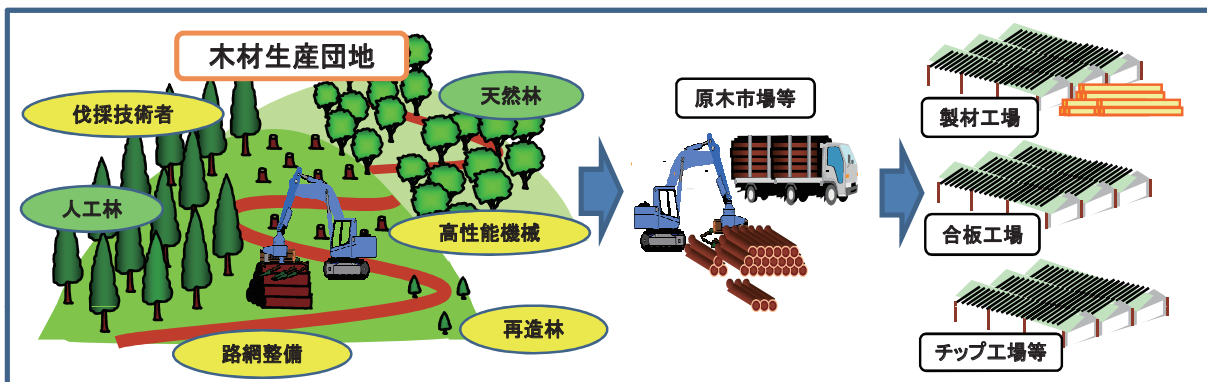 木材生産団地
伐採技術者
天然林
人工林
高性能機械
再造林
路網整備
原木市場等
製材工場
合板工場
チップ工場等